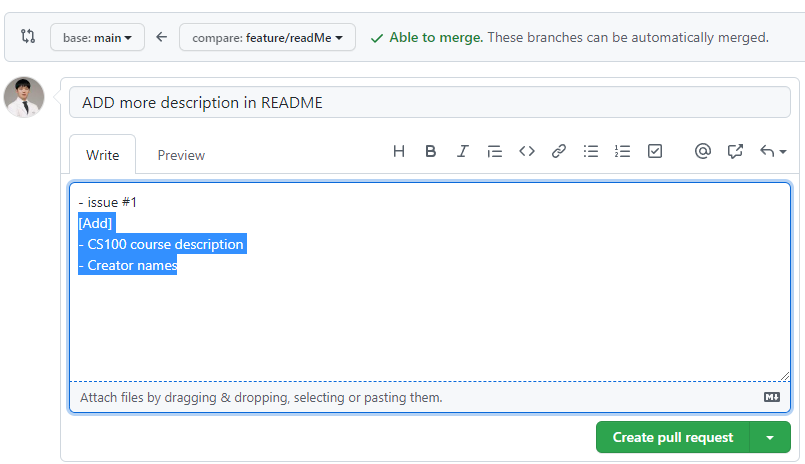 base: main
compare: feature/readMe
Able to merge. These branches can be automatically merged.
ADD more description in README
Write
Preview
H B I
@
- issue #1
[Add]
- CS100 course description
- Creator names
Attach files by dragging & dropping, selecting or pasting them.
M
Create pull request